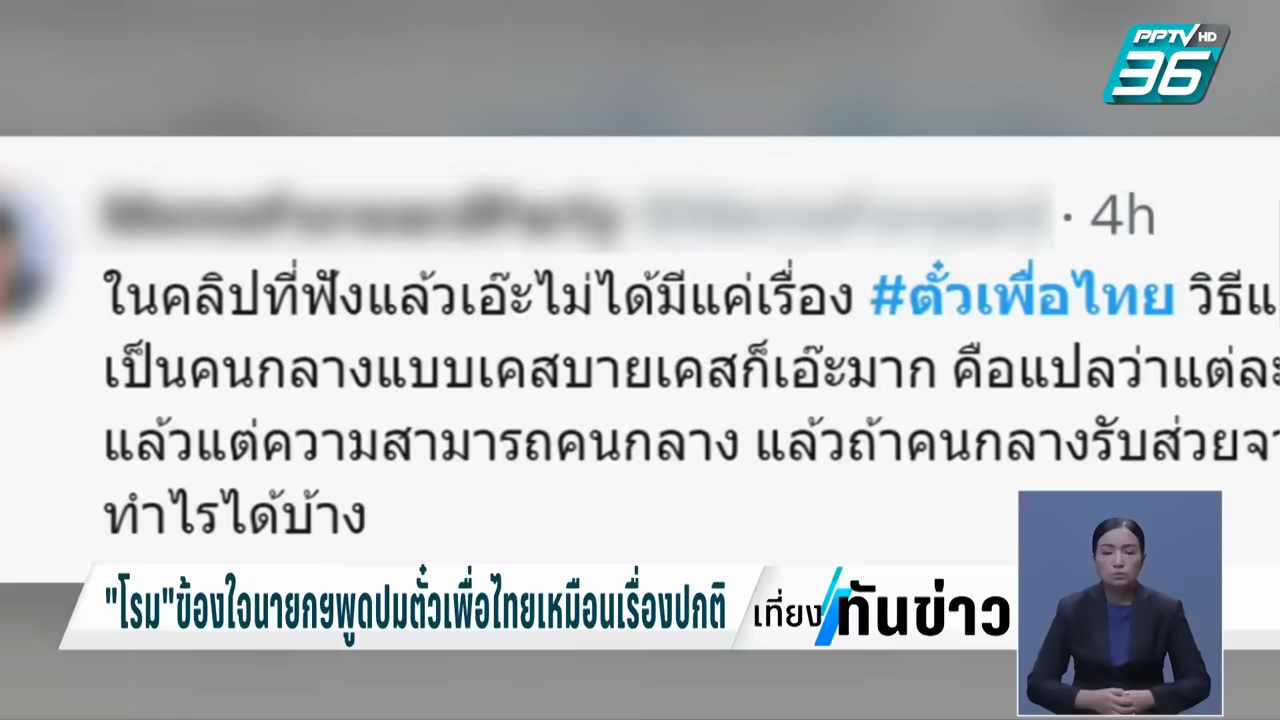 PPTV HD
36
· 4h
ในคลิปที่ฟังแล้วเอ๊ะไม่ได้มีแค่เรื่อง #ตั๋วเพื่อไทย วิธีแ
เป็นคนกลางแบบเคสบายเคสก็เอ๊ะมาก คือแปลว่าแต่ละ
แล้วแต่ความสามารถคนกลาง แล้วถ้าคนกลางรับส่วยจา
ทำไรได้บ้าง
"โรม"ข้องใจนายกฯพูดปมตั๋วเพื่อไทยเหมือนเรื่องปกติ
เที่ยงทันข่าว